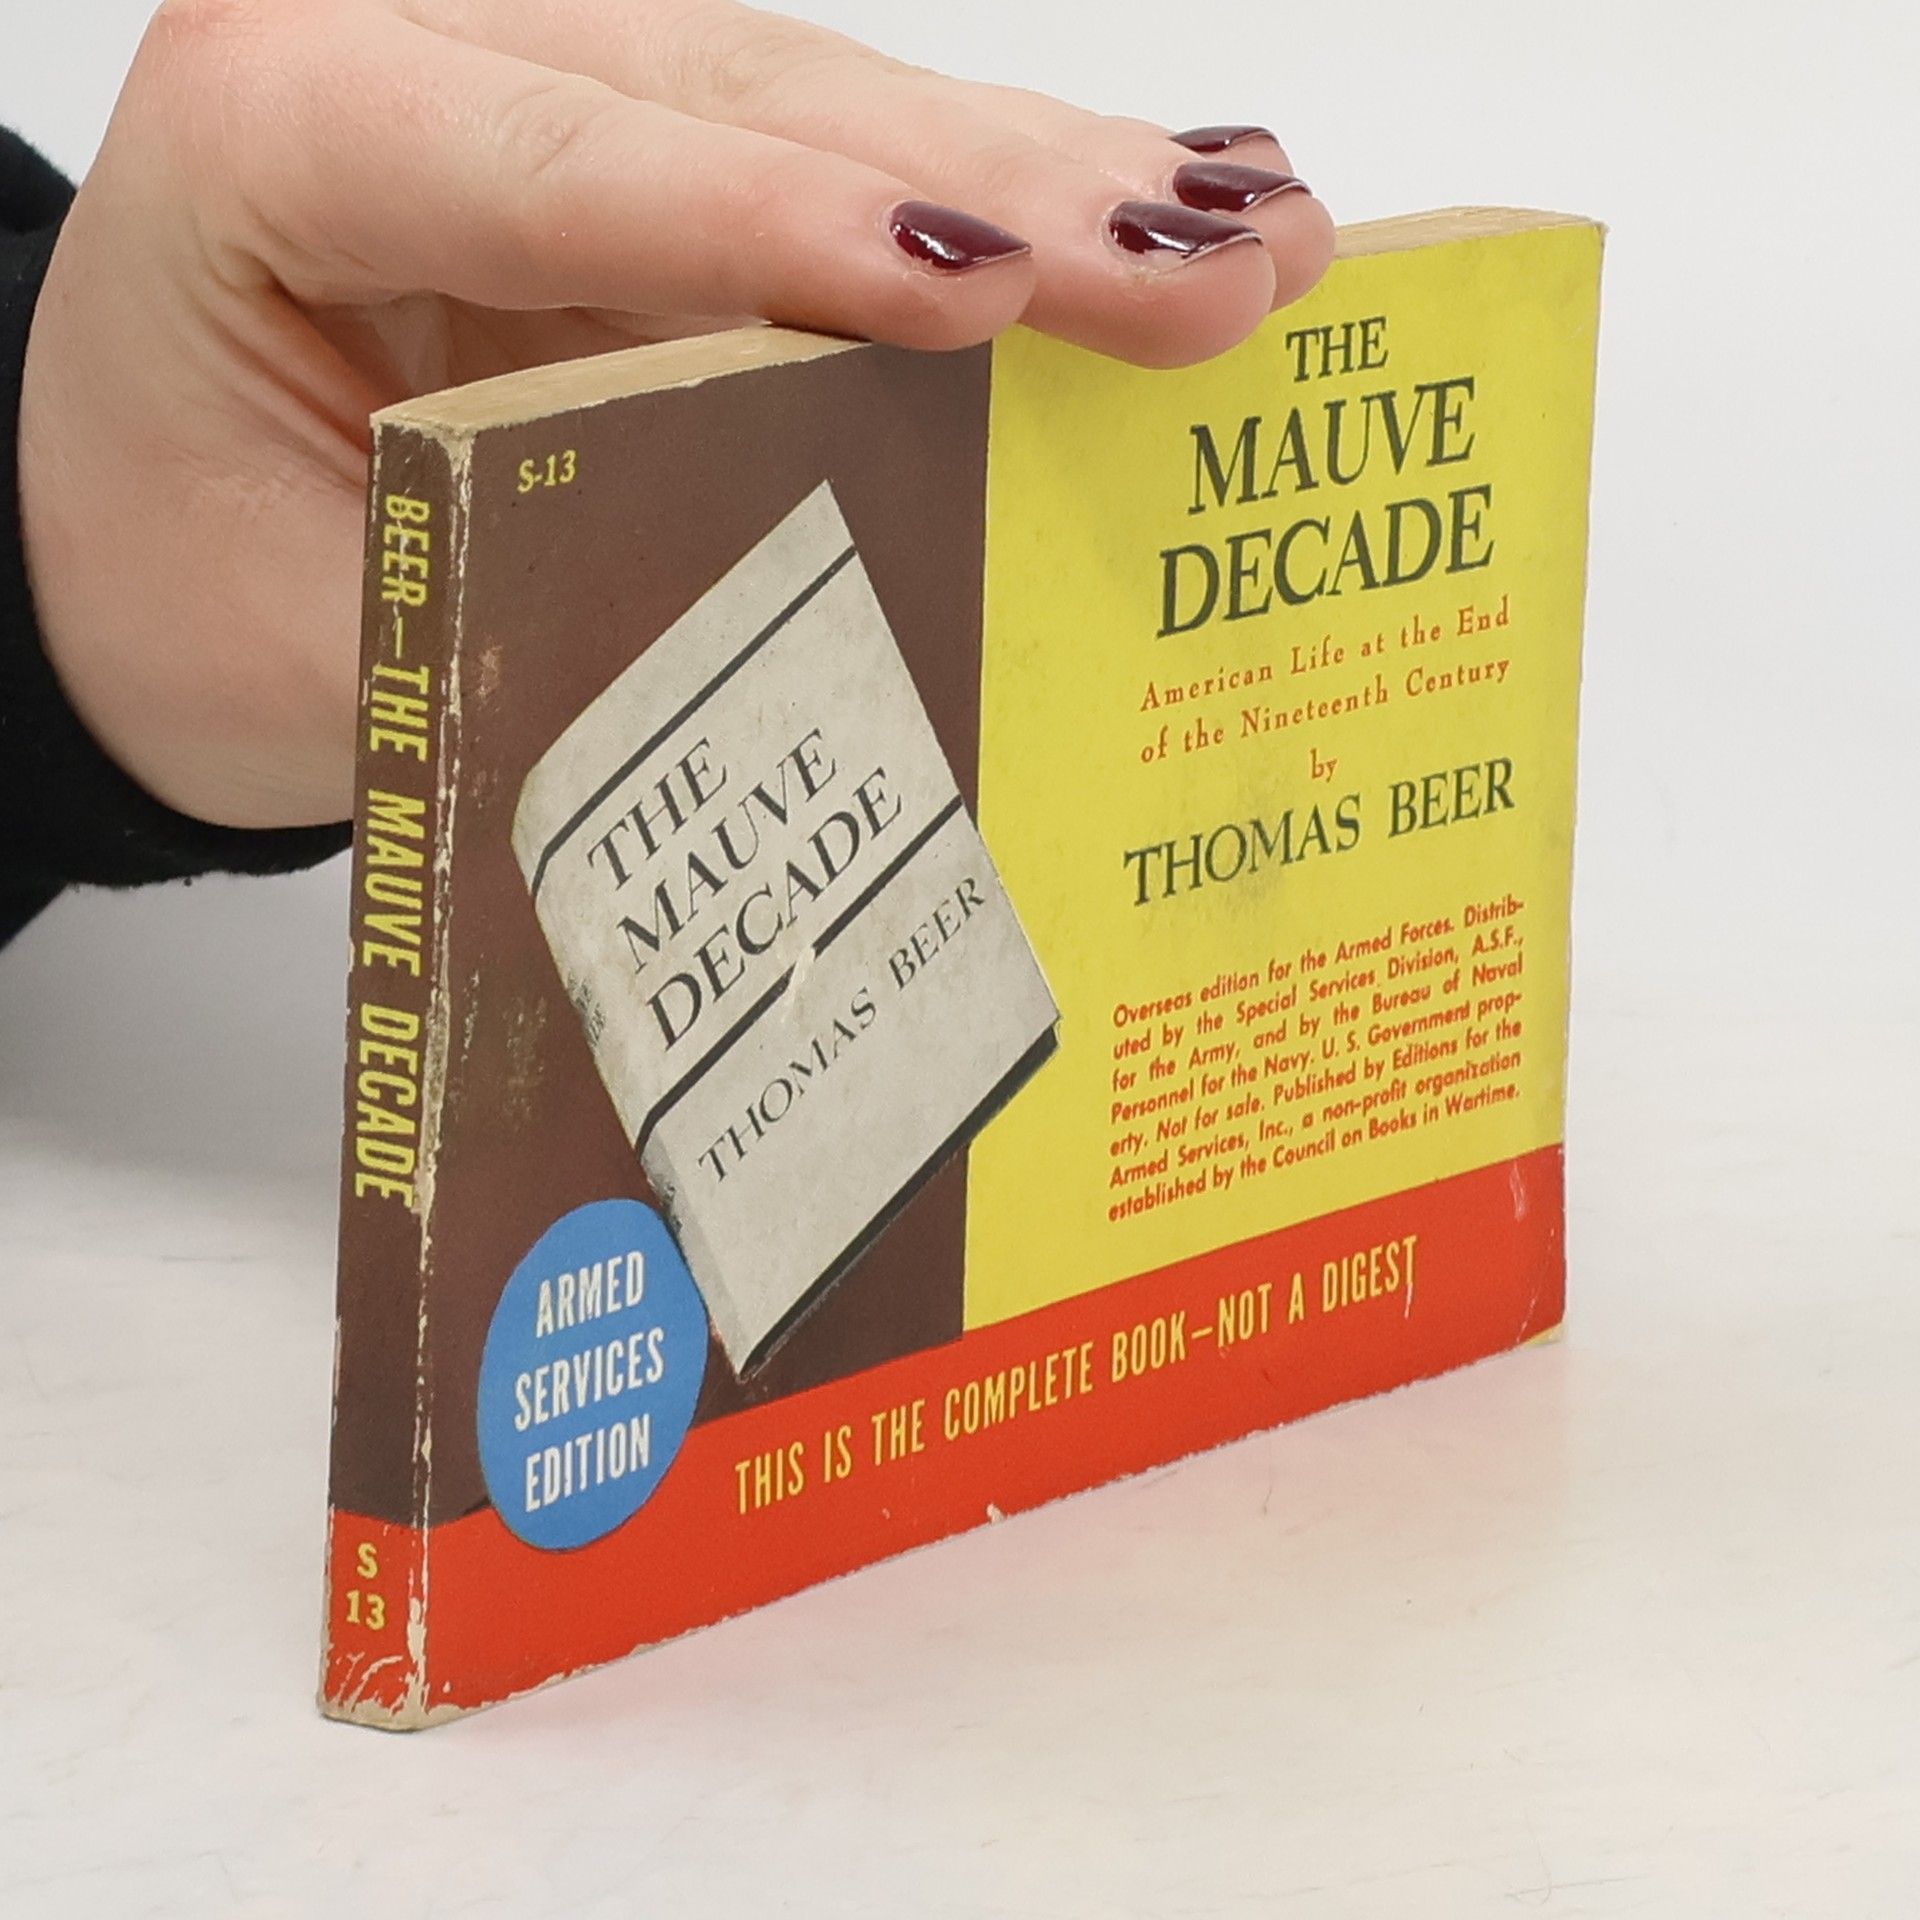 BEER—THE MAUVE DECADE
S
13
S-13
THE
MAUVE
DECADE
THOMAS BEER
ARMED
SERVICES
EDITION
THE
MAUVE
DECADE
American Life at the End
of the Nineteenth Century
by
THOMAS BEER
Overseas edition for the Armed Forces. Distrib-
uted by the Special Services Division, A.S.F.,
for the Army, and by the Bureau of Naval
Personnel for the Navy. U. S. Government prop-
erty. Not for sale. Published by Editions for the
Armed Services, Inc., a non-profit organization
established by the Council on Books in Wartime.
THIS IS THE COMPLETE BOOK—NOT A DIGEST